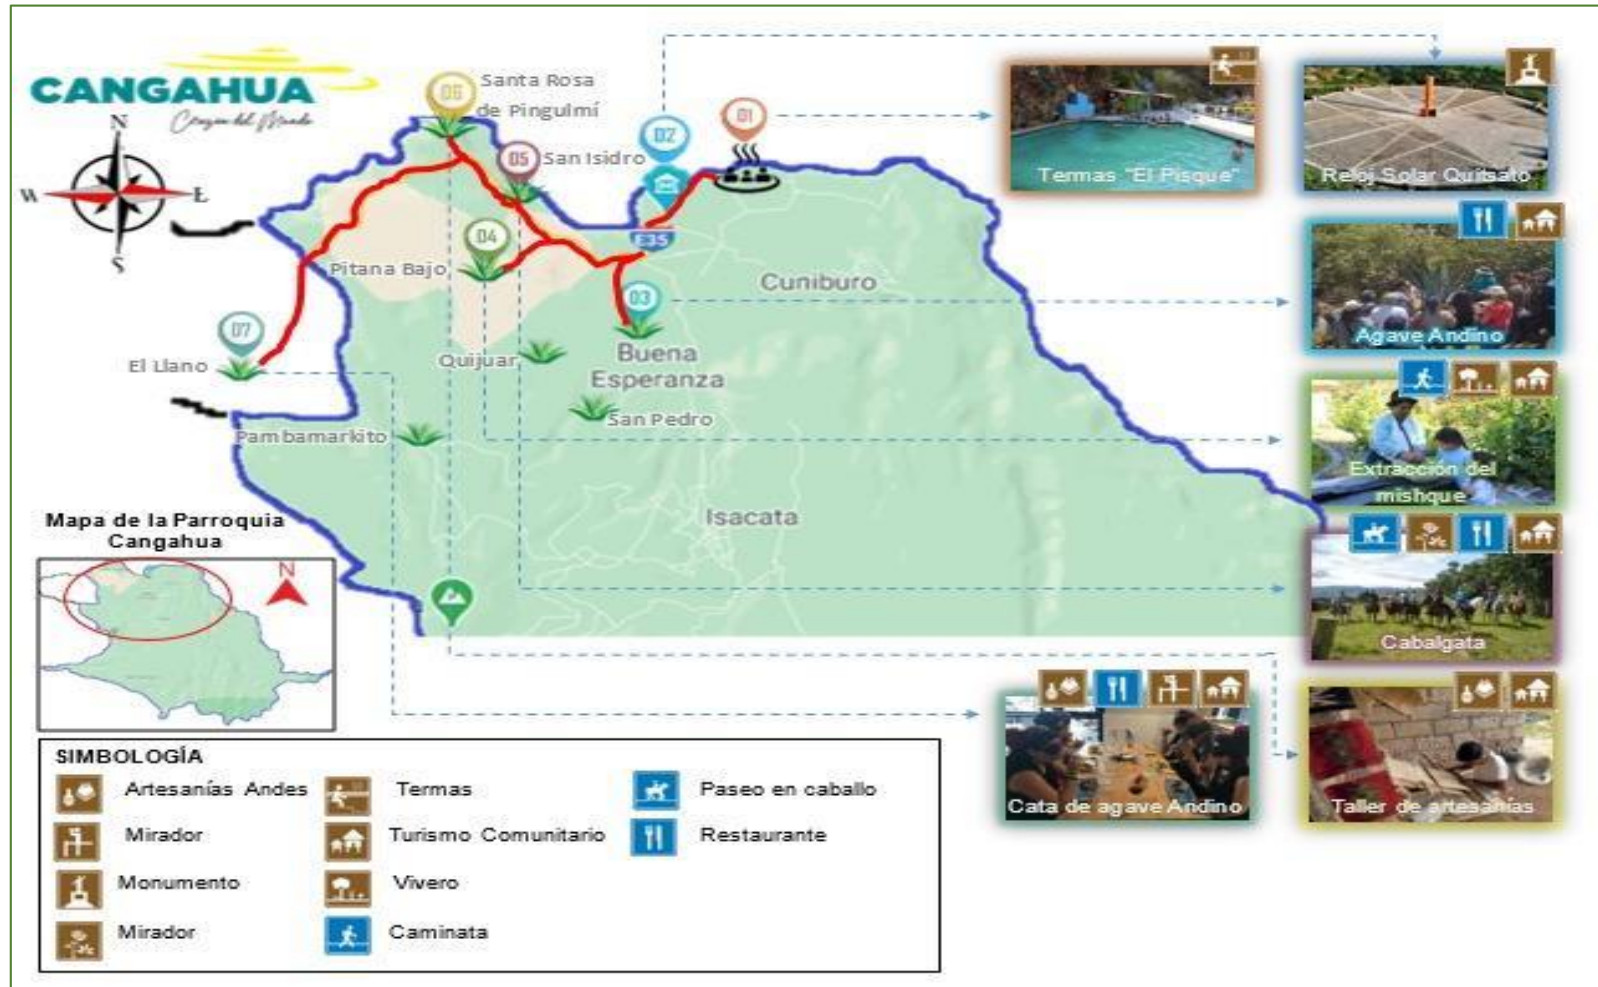 CANGAHUA
Corazón del Mundo
N
W
E
S
06
Santa Rosa
de Pingulmí
05
San Isidro
02
01
E35
04
Pitana Bajo
03
Cuniburo
07
El Llano
Quijuar
Buena
Esperanza
San Pedro
Pambamarkito
Isacata
Termas "El Pisque"
Reloj Solar Quitsato
Agave Andino
Extracción del
mishque
Cabalgata
Cata de agave Andino
Taller de artesanías
Mapa de la Parroquia
Cangahua
N
SIMBOLOGÍA
Artesanías Andes
Termas
Paseo en caballo
Mirador
Turismo Comunitario
Restaurante
Monumento
Vivero
Mirador
Caminata